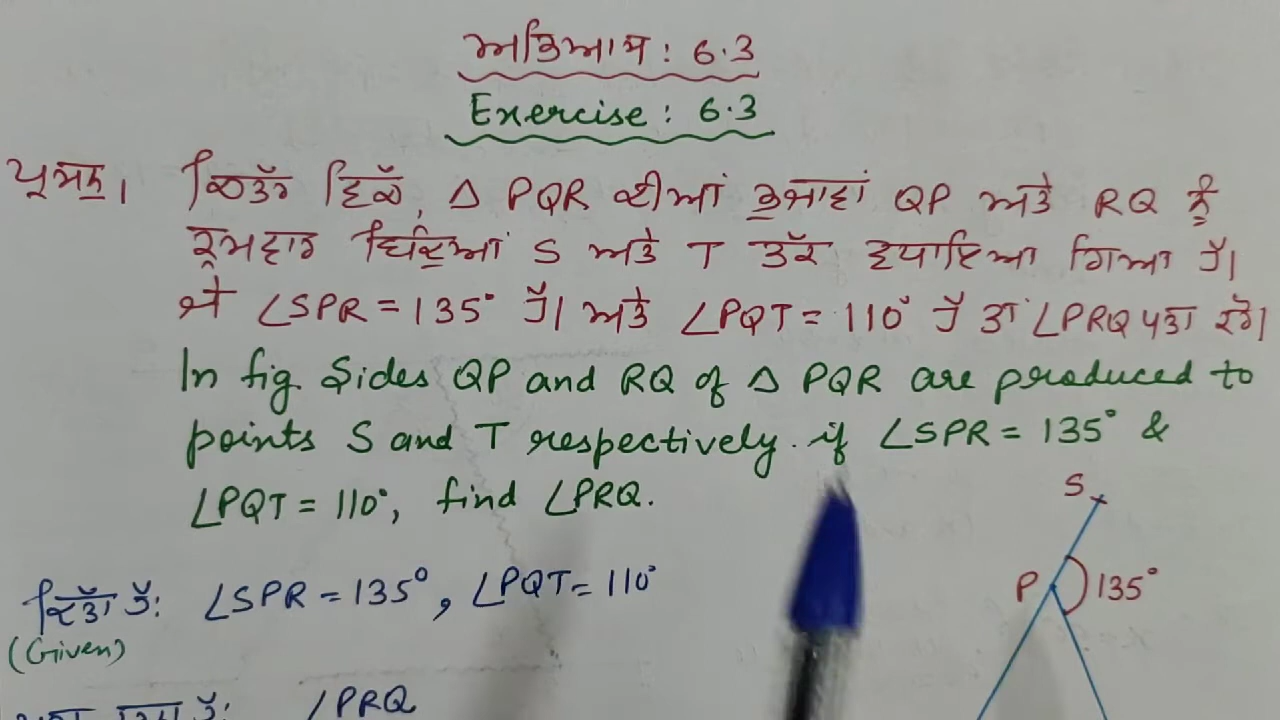 ਅਭਿਆਸ : 6.3
Exercise : 6.3
ਪ੍ਰਸ਼ਨ 1. ਚਿੱਤਰ ਵਿੱਚ, Δ PQR ਦੀਆਂ ਭੁਜਾਵਾਂ QP ਅਤੇ RQ ਨੂੰ
ਕ੍ਰਮਵਾਰ ਬਿੰਦੂਆਂ S ਅਤੇ T ਤੱਕ ਵਧਾਇਆ ਗਿਆ ਹੈ।
ਜੇ ∠SPR = 135° ਹੈ। ਅਤੇ ∠PQT = 110° ਹੈ ਤਾਂ ∠PRQ ਪਤਾ ਕਰੋ।
In fig Sides QP and RQ of Δ PQR are produced to
points S and T respectively. if ∠SPR = 135° &
∠PQT = 110°, find ∠PRQ.
S
P 135°
ਦਿੱਤਾ ਹੈ: ∠SPR = 135°, ∠PQT = 110°
(Given)
∠PRQ